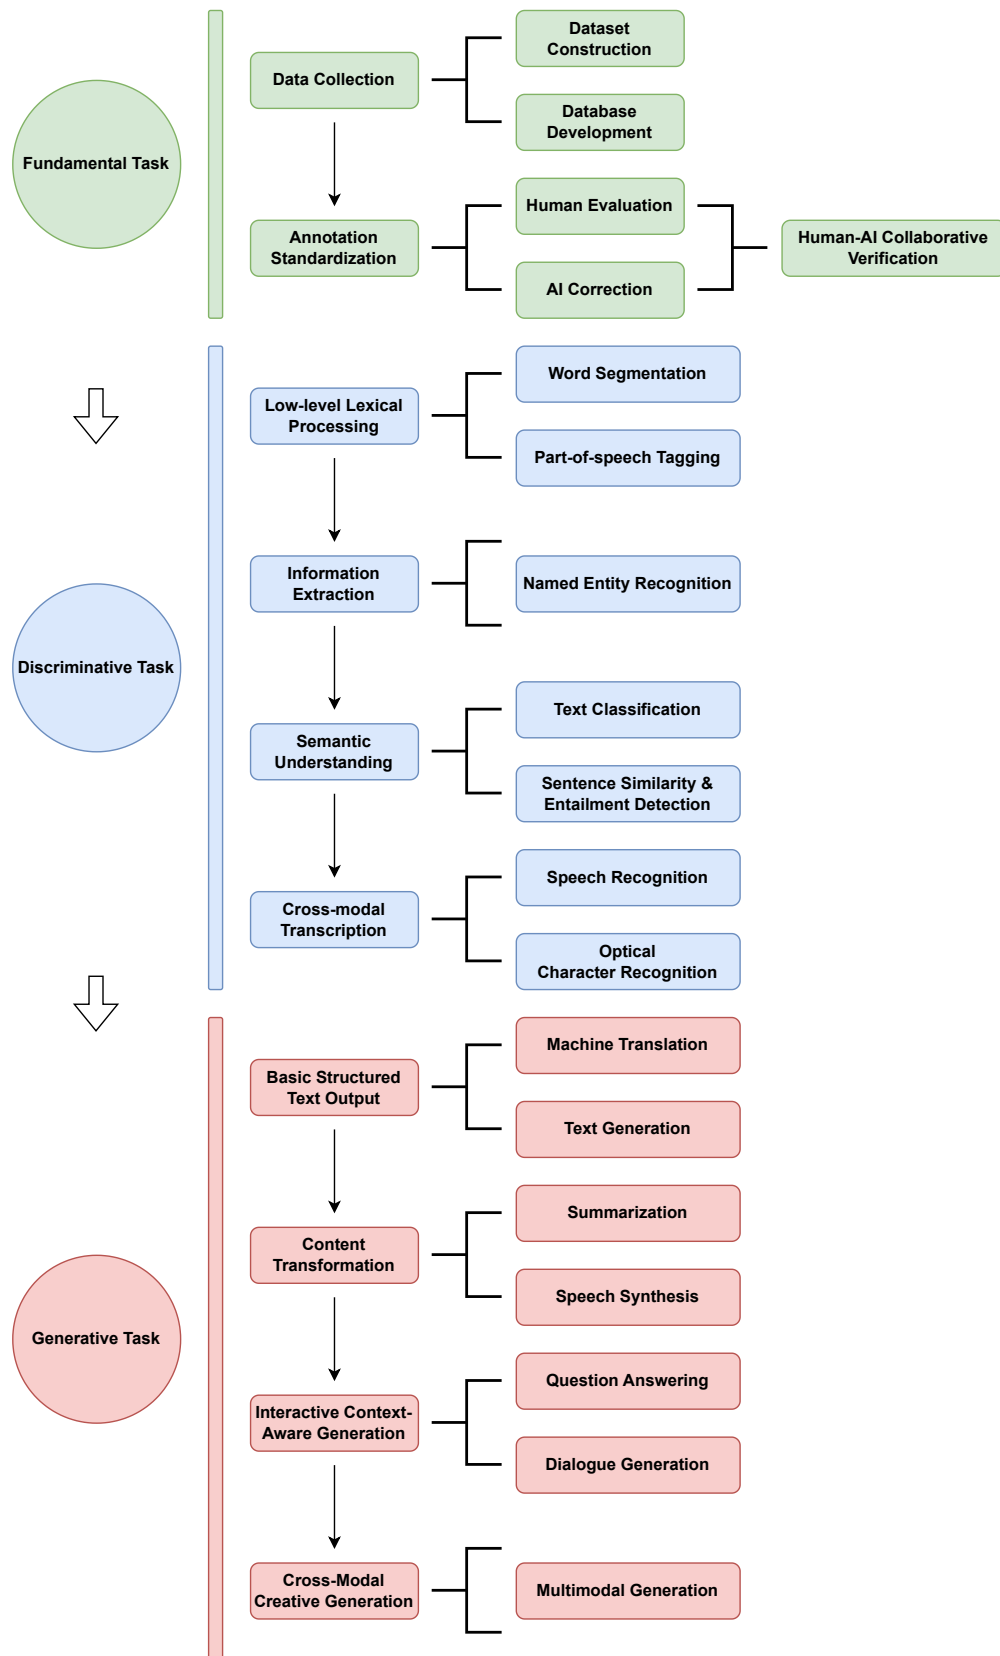 Fundamental Task
Data Collection
Dataset
Construction
Database
Development
Annotation
Standardization
Human Evaluation
AI Correction
Human-AI Collaborative
Verification
Discriminative Task
Low-level Lexical
Processing
Word Segmentation
Part-of-speech Tagging
Information
Extraction
Named Entity Recognition
Semantic
Understanding
Text Classification
Sentence Similarity &
Entailment Detection
Cross-modal
Transcription
Speech Recognition
Optical
Character Recognition
Generative Task
Basic Structured
Text Output
Machine Translation
Text Generation
Content
Transformation
Summarization
Speech Synthesis
Interactive Context-
Aware Generation
Question Answering
Dialogue Generation
Cross-Modal
Creative Generation
Multimodal Generation